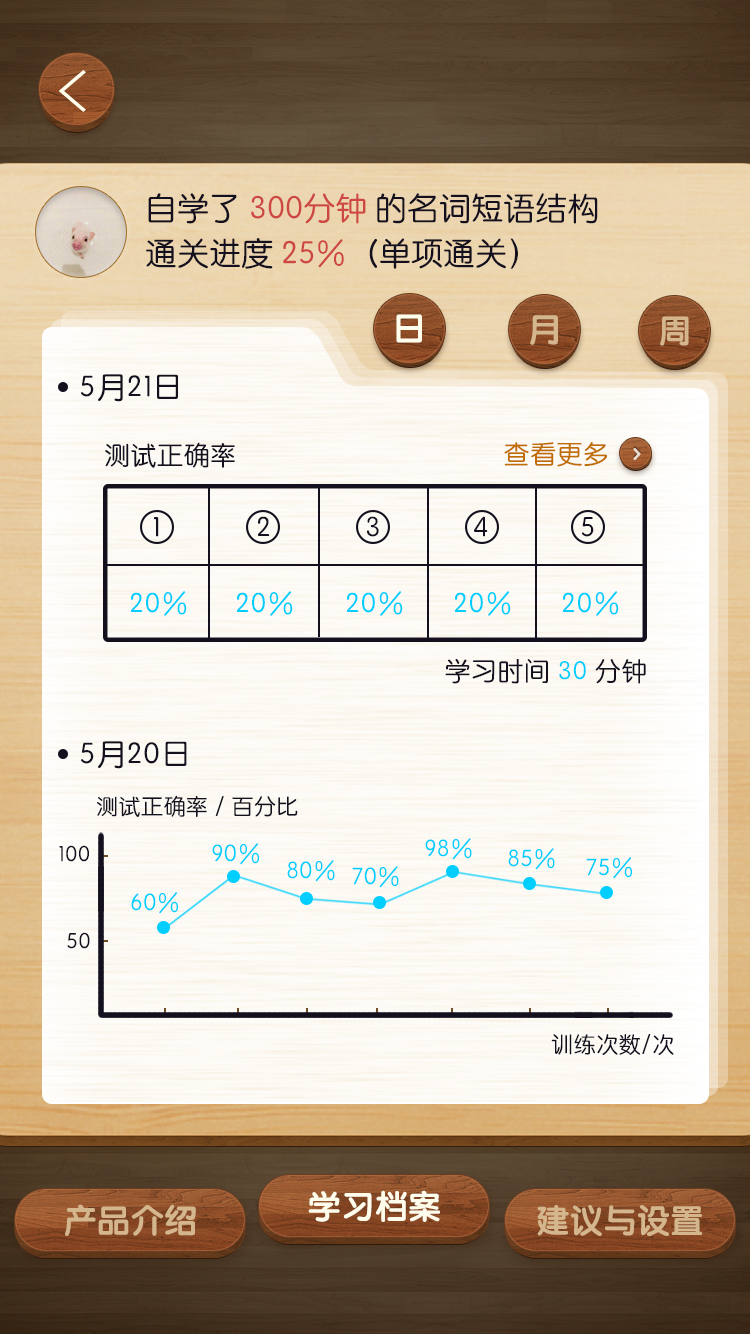 自学了 300分钟 的名词短语结构
通关进度 25%（单项通关）
日 月 周
• 5月21日
测试正确率 查看更多
① ② ③ ④ ⑤
20% 20% 20% 20% 20%
学习时间 30 分钟
• 5月20日
测试正确率 / 百分比
100
50
60% 90% 80% 70% 98% 85% 75%
训练次数/次
产品介绍 学习档案 建议与设置